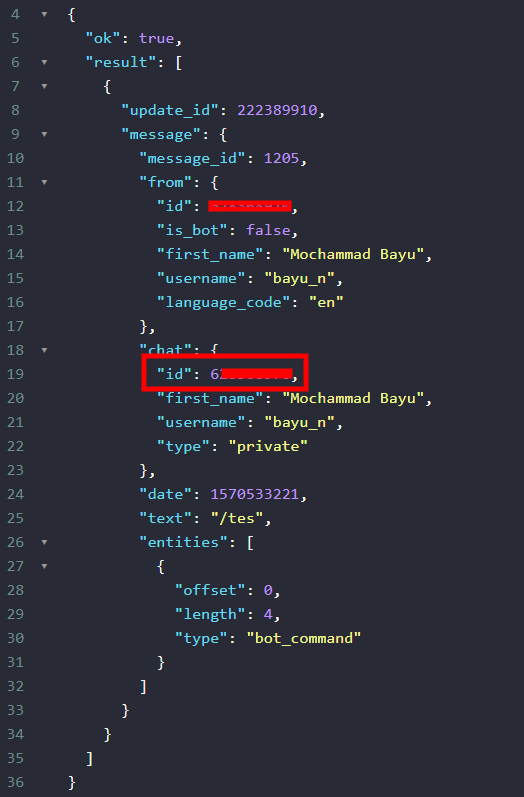 4 {
5 "ok": true,
6 "result": [
7 {
8 "update_id": 222389910,
9 "message": {
10 "message_id": 1205,
11 "from": {
12 "id": ,
13 "is_bot": false,
14 "first_name": "Mochammad Bayu",
15 "username": "bayu_n",
16 "language_code": "en"
17 },
18 "chat": {
19 "id": 6 ,
20 "first_name": "Mochammad Bayu",
21 "username": "bayu_n",
22 "type": "private"
23 },
24 "date": 1570533221,
25 "text": "/tes",
26 "entities": [
27 {
28 "offset": 0,
29 "length": 4,
30 "type": "bot_command"
31 }
32 ]
33 }
34 }
35 ]
36 }